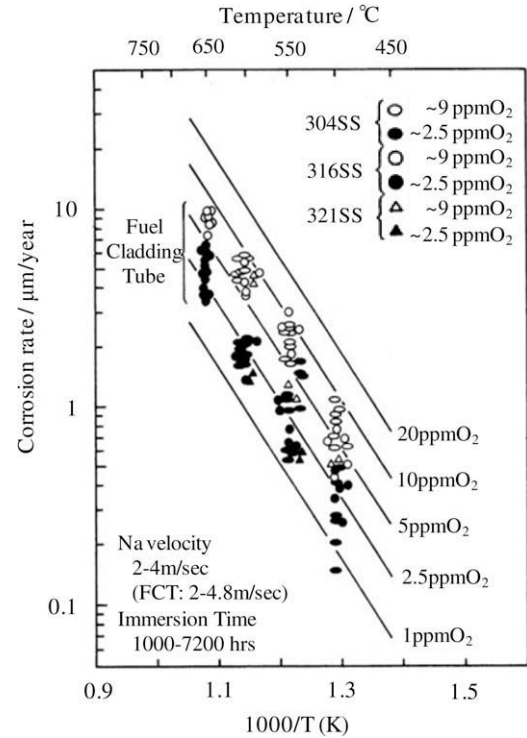 Temperature / ℃
750 650 550 450
304SS
~9 ppmO₂
~2.5 ppmO₂
316SS
~9 ppmO₂
~2.5 ppmO₂
321SS
~9 ppmO₂
~2.5 ppmO₂
Fuel
Cladding
Tube
Corrosion rate / μm/year
10
1
0.1
20ppmO₂
10ppmO₂
5ppmO₂
2.5ppmO₂
1ppmO₂
Na velocity
2-4m/sec
(FCT: 2-4.8m/sec)
Immersion Time
1000-7200 hrs
0.9 1.1 1.3 1.5
1000/T (K)